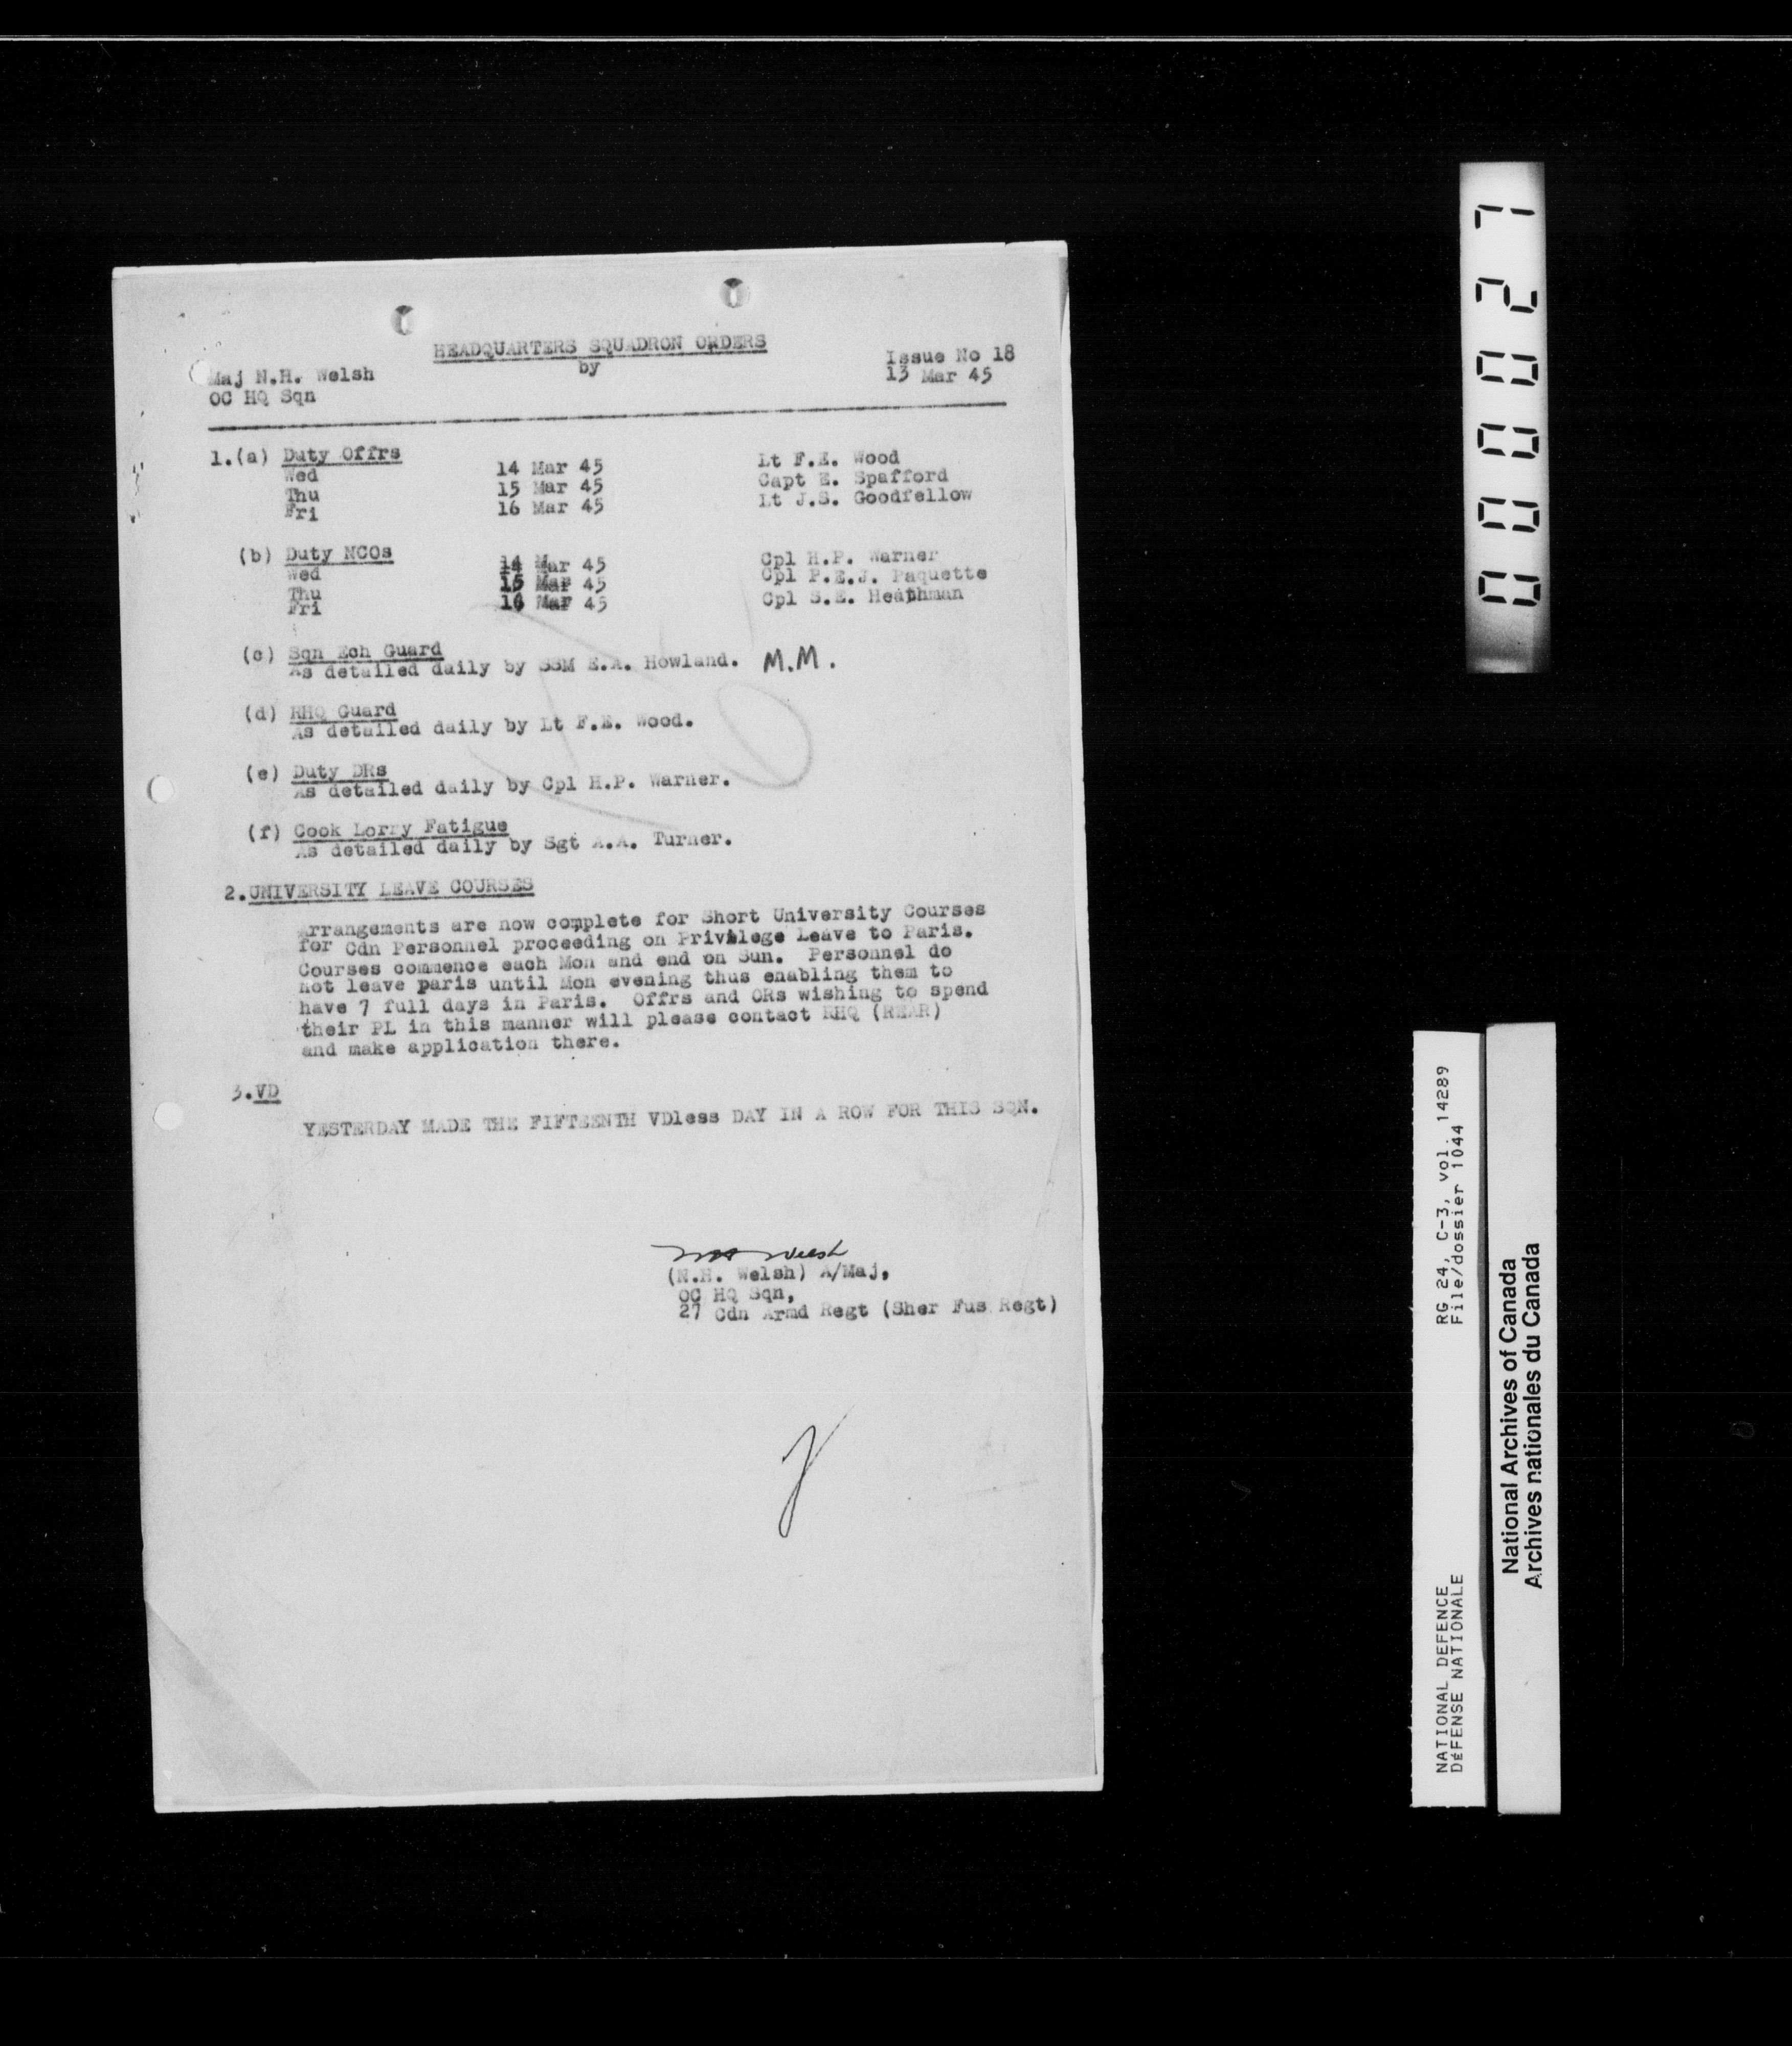 HEADQUARTERS SQUADRON ORDERS
by
Issue No 18
13 Mar 45
Maj N.H. Welsh
OC HQ Sqn
1.(a) Duty Offrs
Wed 14 Mar 45 Lt F.E. Wood
Thu 15 Mar 45 Capt E. Spafford
Fri 16 Mar 45 Lt J.S. Goodfellow
(b) Duty NCOs
Wed 14 Mar 45 Cpl H.P. Warner
Thu 15 Mar 45 Cpl P.E.J. Paquette
Fri 16 Mar 45 Cpl S.E. Heathman
(c) Sqn Ech Guard
As detailed daily by SSM E.A. Howland. M.M.
(d) RHQ Guard
As detailed daily by Lt F.E. Wood.
(e) Duty DRs
As detailed daily by Cpl H.P. Warner.
(f) Cook Lorry Fatigue
As detailed daily by Sgt A.A. Turner.
2.UNIVERSITY LEAVE COURSES
Arrangements are now complete for Short University Courses
for Cdn Personnel proceeding on Privilege Leave to Paris.
Courses commence each Mon and end on Sun. Personnel do
not leave paris until Mon evening thus enabling them to
have 7 full days in Paris. Offrs and ORs wishing to spend
their PL in this manner will please contact RHQ (REAR)
and make application there.
3.VD
YESTERDAY MADE THE FIFTEENTH VDless DAY IN A ROW FOR THIS SQN.
NH Welsh
(N.H. Welsh) A/Maj,
OC HQ Sqn,
27 Cdn Armd Regt (Sher Fus Regt)
000027
NATIONAL DEFENCE RG 24, C-3, vol. 14289
DéFENSE NATIONALE File/dossier 1044
National Archives of Canada
Archives nationales du Canada